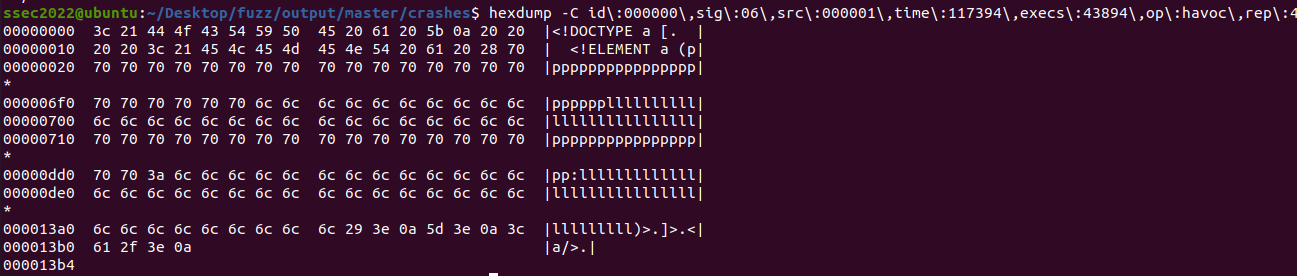 ssec2022@ubuntu:~/Desktop/fuzz/output/master/crashes$ hexdump -C id\:000000\,sig\:06\,src\:000001\,time\:117394\,execs\:43894\,op\:havoc\,rep\:4
00000000  3c 21 44 4f 43 54 59 50  45 20 61 20 5b 0a 20 20  |<!DOCTYPE a [.  |
00000010  20 20 3c 21 45 4c 45 4d  45 4e 54 20 61 20 28 70  |  <!ELEMENT a (p|
00000020  70 70 70 70 70 70 70 70  70 70 70 70 70 70 70 70  |pppppppppppppppp|
*
000006f0  70 70 70 70 70 70 6c 6c  6c 6c 6c 6c 6c 6c 6c 6c  |ppppppllllllllll|
00000700  6c 6c 6c 6c 6c 6c 6c 6c  6c 6c 6c 6c 6c 6c 6c 6c  |llllllllllllllll|
00000710  70 70 70 70 70 70 70 70  70 70 70 70 70 70 70 70  |pppppppppppppppp|
*
00000dd0  70 70 3a 6c 6c 6c 6c 6c  6c 6c 6c 6c 6c 6c 6c 6c  |pp:lllllllllllll|
00000de0  6c 6c 6c 6c 6c 6c 6c 6c  6c 6c 6c 6c 6c 6c 6c 6c  |llllllllllllllll|
*
000013a0  6c 6c 6c 6c 6c 6c 6c 6c  6c 29 3e 0a 5d 3e 0a 3c  |lllllllll)>.]>.<|
000013b0  61 2f 3e 0a                                       |a/>.|
000013b4